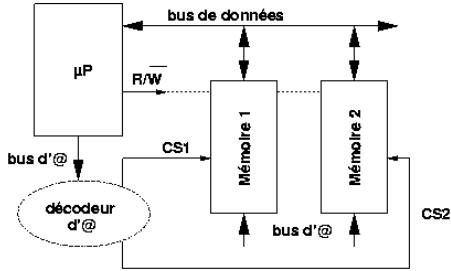 bus de données
µP
R/W̅
CS1
Mémoire 1
Mémoire 2
bus d'@
décodeur
d'@
bus d'@
CS2